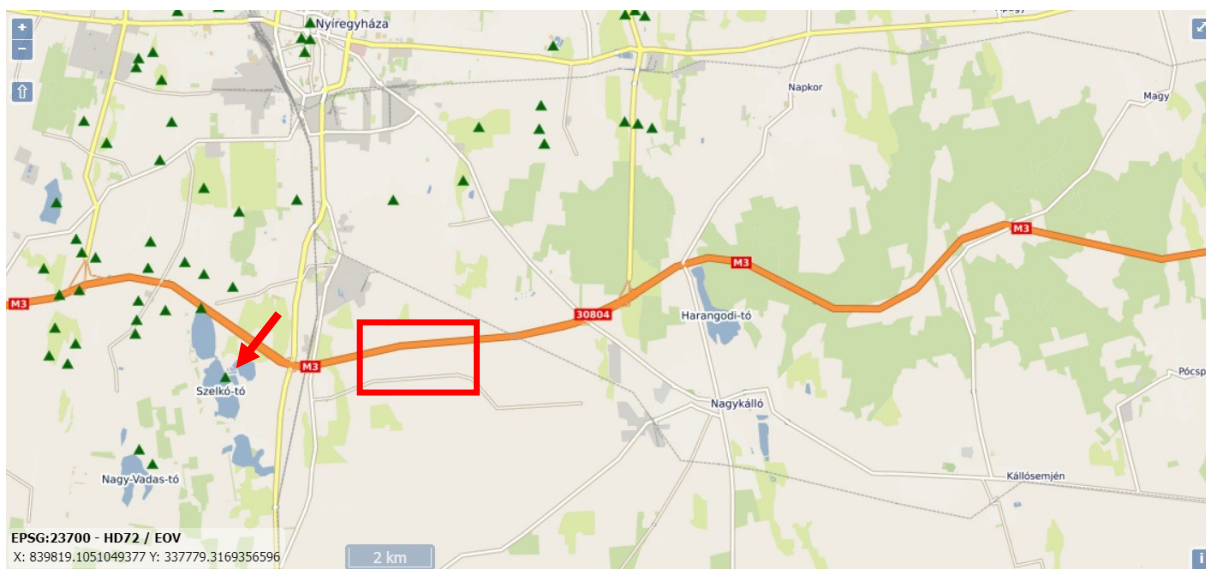 +
Nyíregyháza
–
⇧
Napkor
Magy
M3
M3
M3
30804
Harangodi-tó
M3
Szelkó-tó
Pócsp
Nagykálló
Nagy-Vadas-tó
Kállósemjén
EPSG:23700 - HD72 / EOV
X: 839819.1051049377 Y: 337779.3169356596
2 km
i